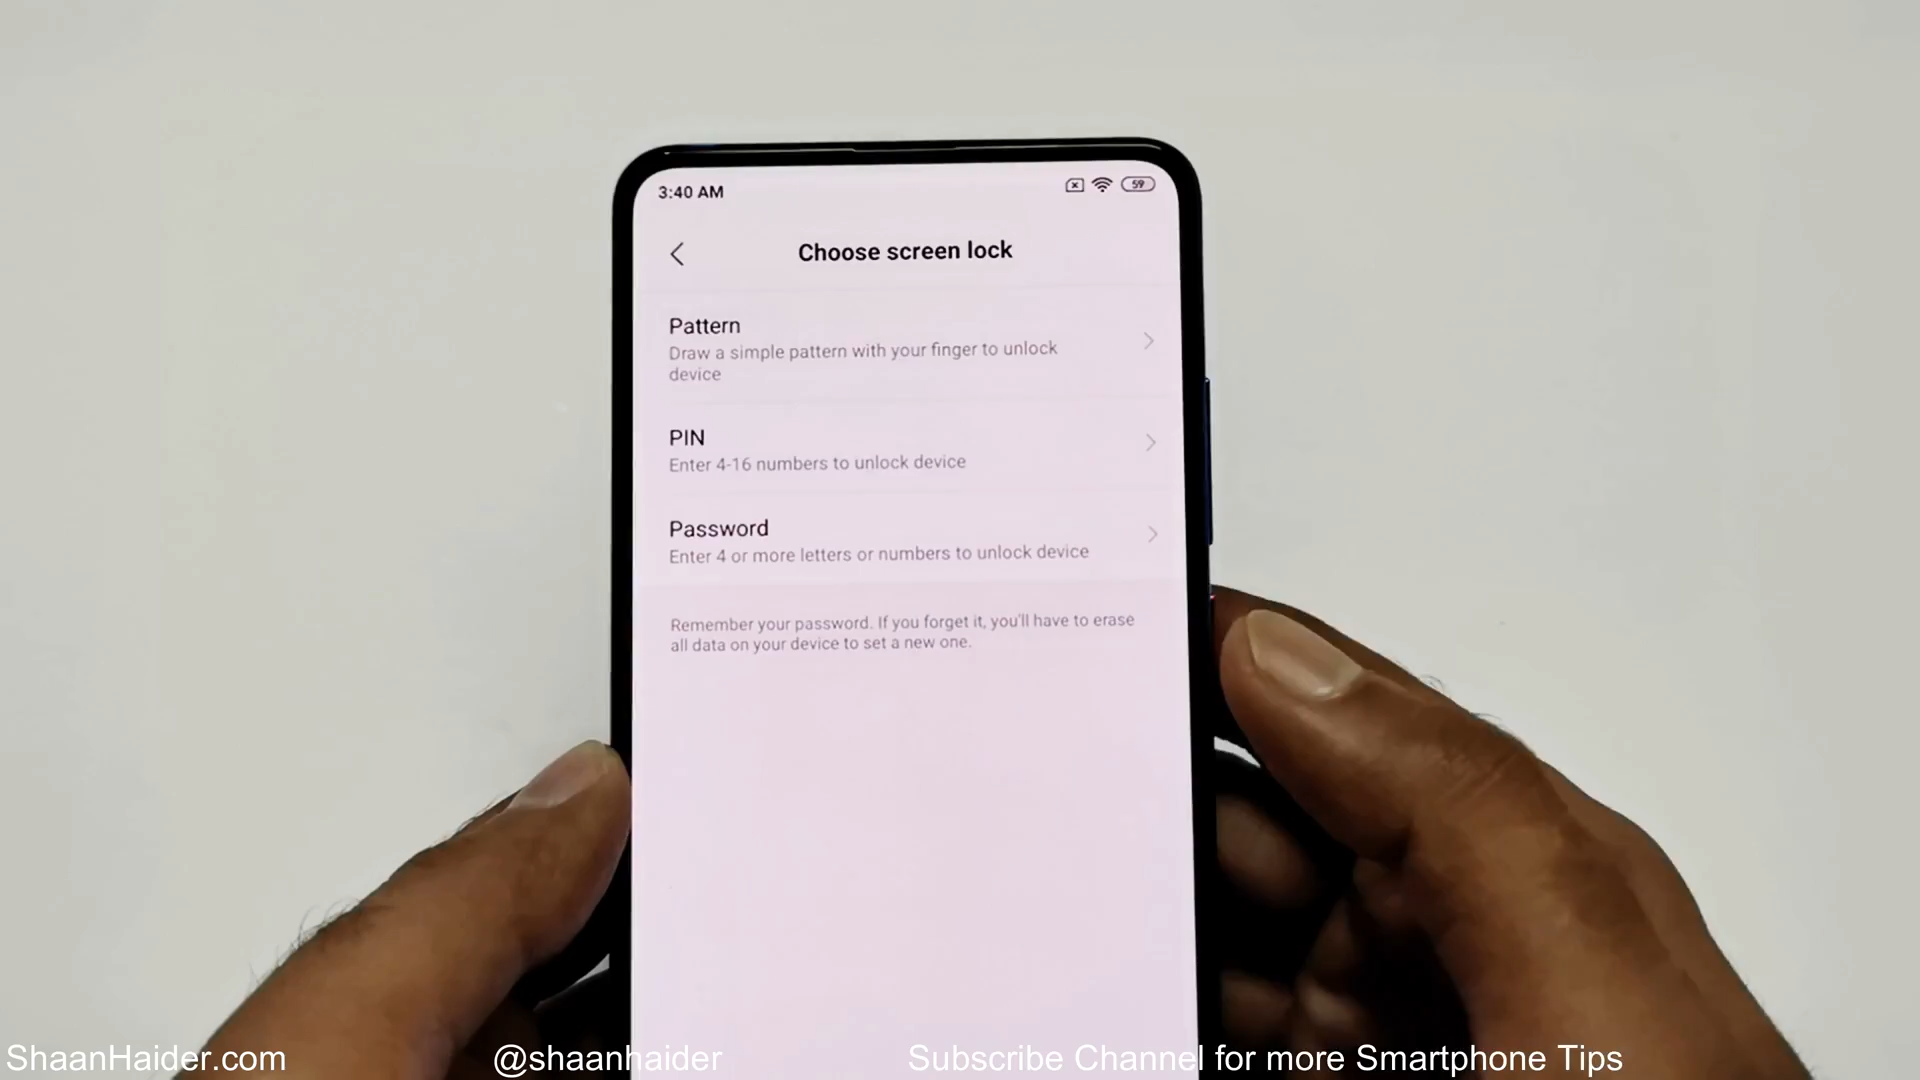 3:40 AM
59
Choose screen lock
Pattern
Draw a simple pattern with your finger to unlock
device
PIN
Enter 4-16 numbers to unlock device
Password
Enter 4 or more letters or numbers to unlock device
Remember your password. If you forget it, you'll have to erase
all data on your device to set a new one.
ShaanHaider.com @shaanhaider Subscribe Channel for more Smartphone Tips